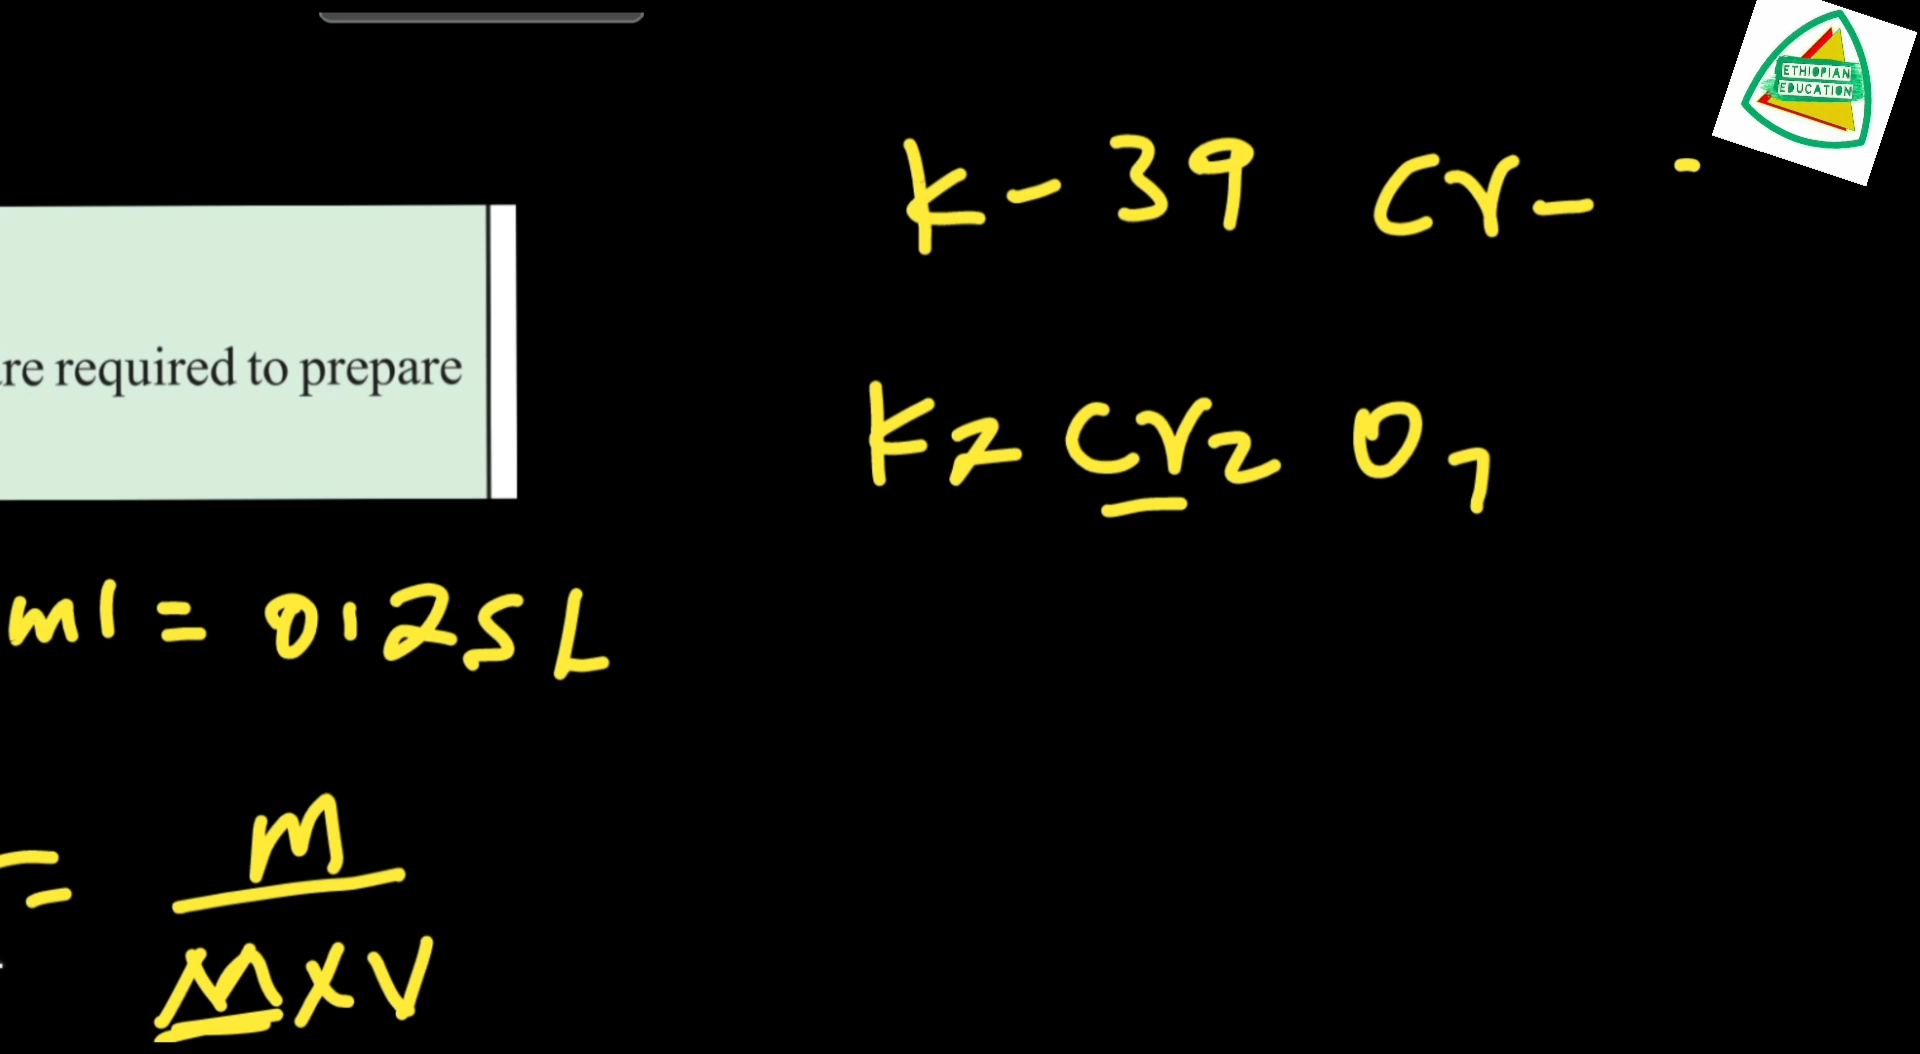 ETHIOPIAN
EDUCATION
K - 39 Cr -
re required to prepare
K2 Cr2 O7
ml = 0.25 L
= m
M x V